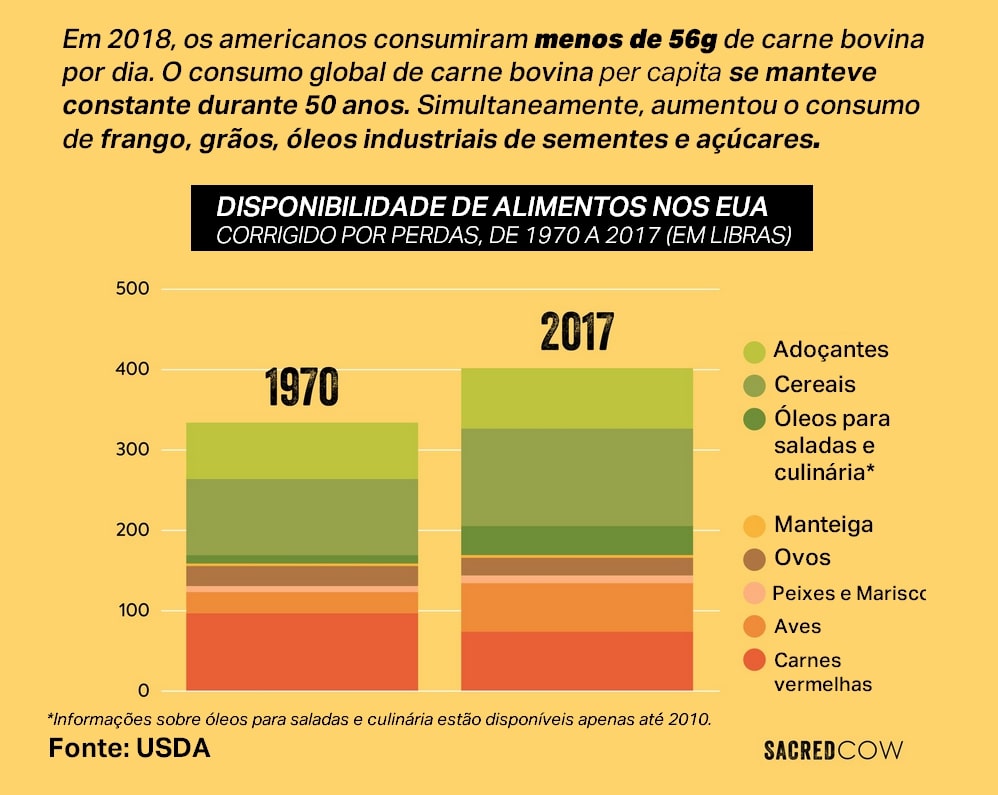 Em 2018, os americanos consumiram menos de 56g de carne bovina
por dia. O consumo global de carne bovina per capita se manteve
constante durante 50 anos. Simultaneamente, aumentou o consumo
de frango, grãos, óleos industriais de sementes e açúcares.
DISPONIBILIDADE DE ALIMENTOS NOS EUA
CORRIGIDO POR PERDAS, DE 1970 A 2017 (EM LIBRAS)
500
400
300
200
100
0
1970
2017
Adoçantes
Cereais
Óleos para
saladas e
culinária*
Manteiga
Ovos
Peixes e Marisco
Aves
Carnes
vermelhas
*Informações sobre óleos para saladas e culinária estão disponíveis apenas até 2010.
Fonte: USDA
SACREDCOW